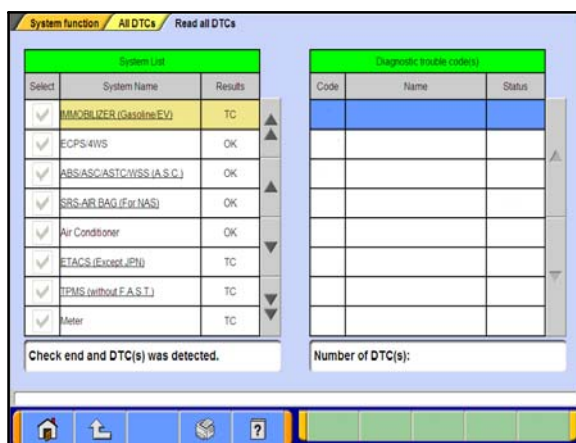 System function / All DTCs / Read all DTCs
System List
Select System Name Results
IMMOBILIZER (Gasoline/EV) TC
ECPS/4WS OK
ABS/ASC/ASTC/WSS (A.S.C.) OK
SRS-AIR BAG (For NAS) OK
Air Conditioner OK
ETACS (Except JPN) TC
TPMS (without F.A.S.T.) TC
Meter TC
Check end and DTC(s) was detected.
Diagnostic trouble code(s)
Code Name Status
Number of DTC(s):
?